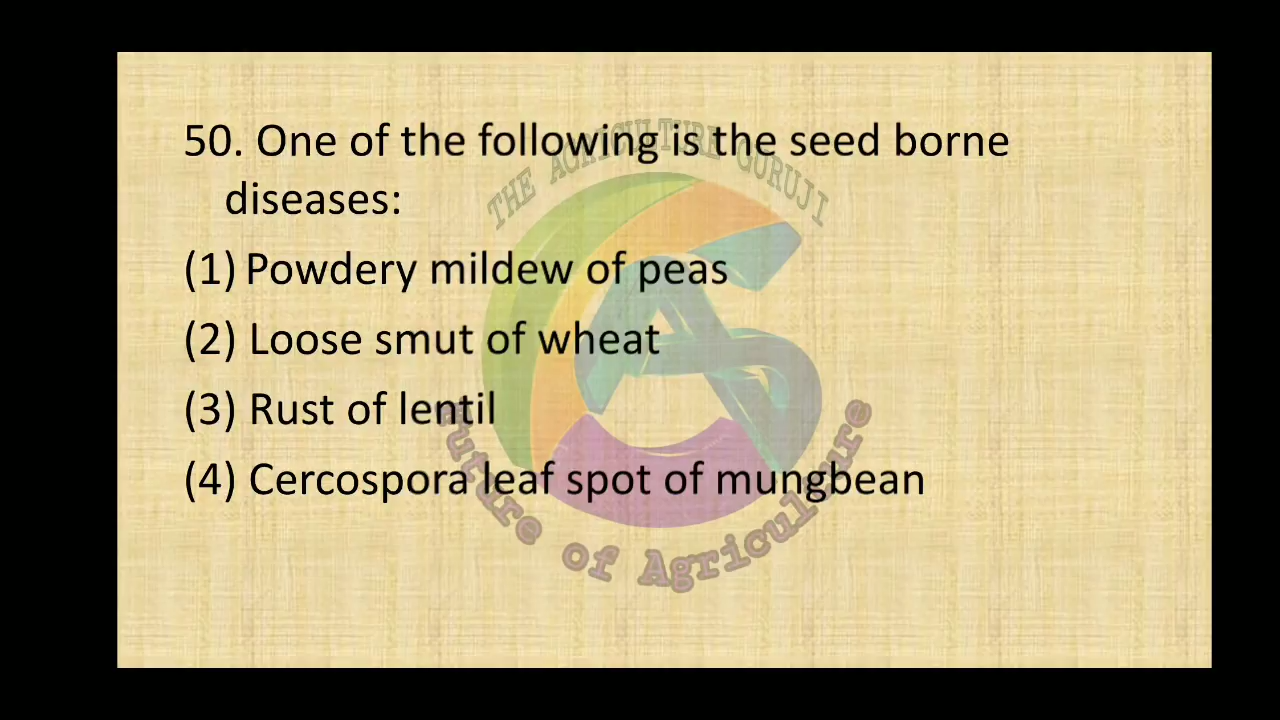 THE AGRICULTURE GURUJI
50. One of the following is the seed borne
diseases:
(1) Powdery mildew of peas
(2) Loose smut of wheat
(3) Rust of lentil
(4) Cercospora leaf spot of mungbean
Future of Agriculture